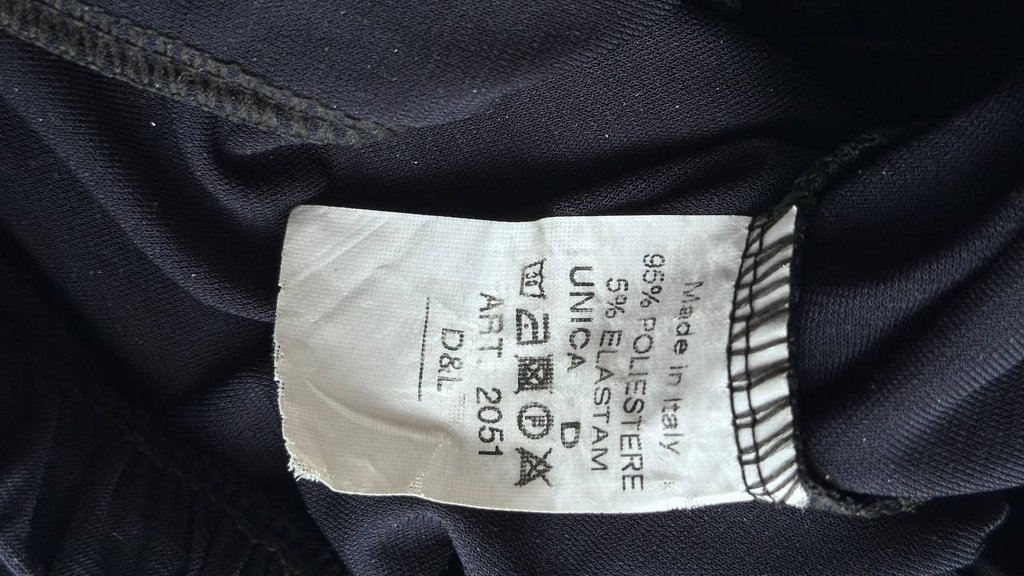 Made in Italy
95% POLIESTERE
5% ELASTAM
UNICA D
ART. 2051
D&L